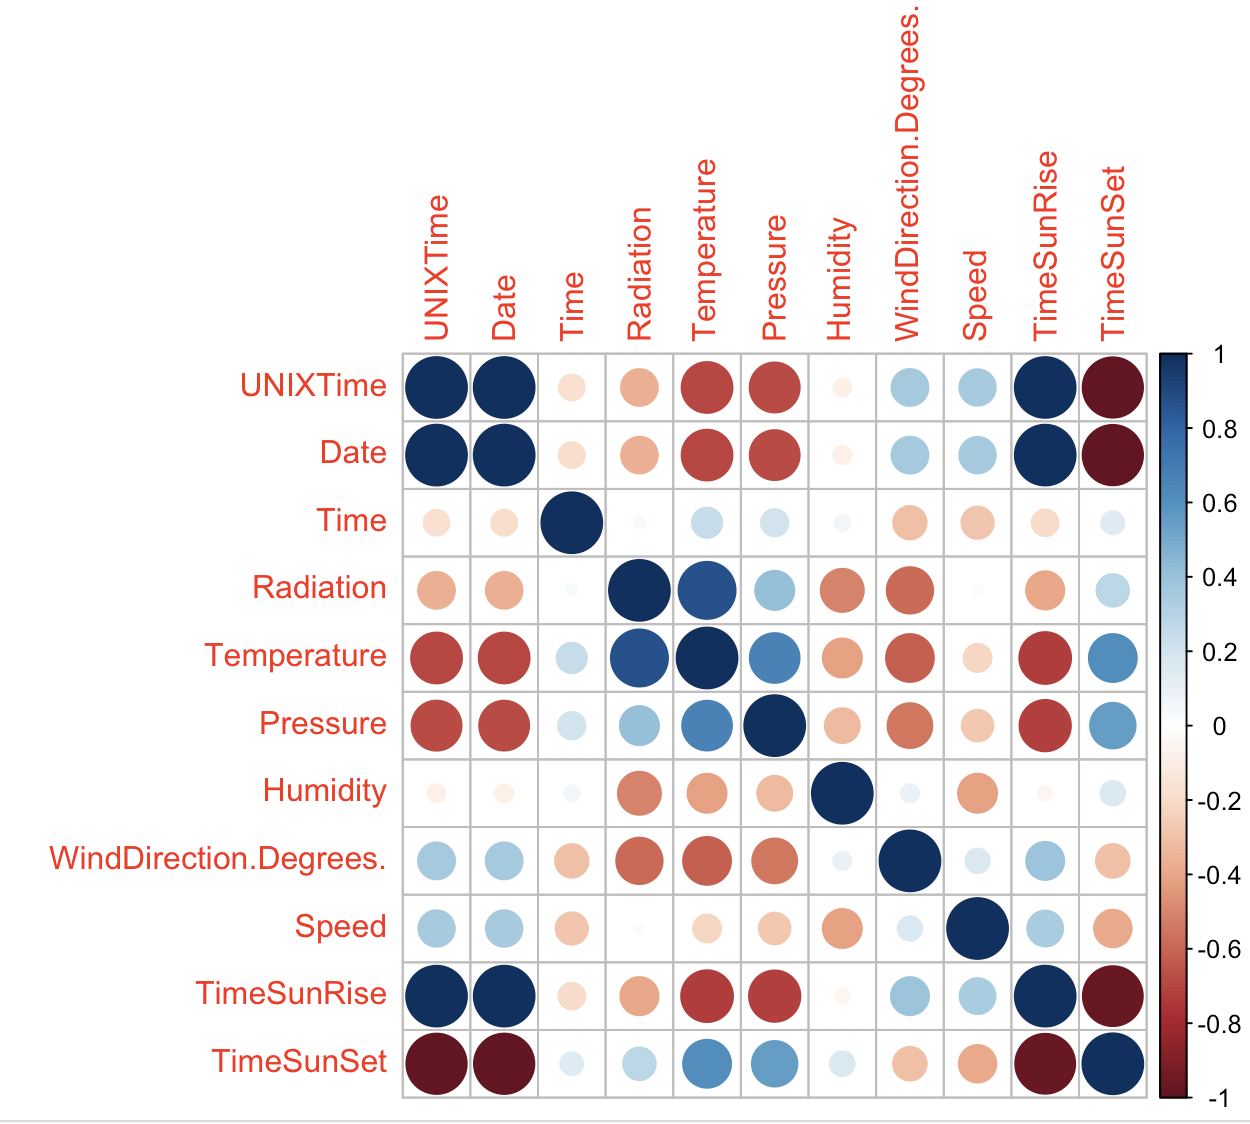 UNIXTime
Date
Time
Radiation
Temperature
Pressure
Humidity
WindDirection.Degrees.
Speed
TimeSunRise
TimeSunSet
UNIXTime
Date
Time
Radiation
Temperature
Pressure
Humidity
WindDirection.Degrees.
Speed
TimeSunRise
TimeSunSet
1
0.8
0.6
0.4
0.2
0
-0.2
-0.4
-0.6
-0.8
-1